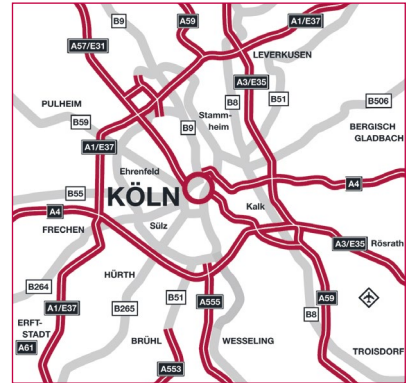 B9
A59
A1/E37
A57/E31
LEVERKUSEN
A3/E35
B8
B51
B506
PULHEIM
B59
Stamm-
heim
B9
BERGISCH
GLADBACH
A1/E37
Ehrenfeld
KÖLN
A4
B55
A4
Kalk
Sülz
FRECHEN
A3/E35
Rösrath
HÜRTH
B264
B51
A555
A59
A1/E37
B265
B8
ERFT-
STADT
A61
BRÜHL
WESSELING
TROISDORF
A553